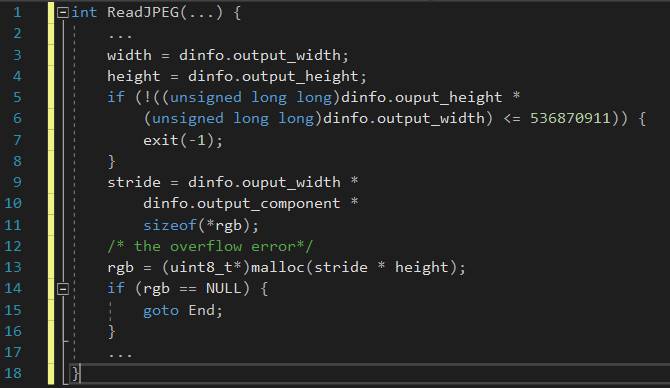 1 int ReadJPEG(...) {
2 ...
3 width = dinfo.output_width;
4 height = dinfo.output_height;
5 if (!((unsigned long long)dinfo.ouput_height *
6 (unsigned long long)dinfo.output_width) <= 536870911)) {
7 exit(-1);
8 }
9 stride = dinfo.ouput_width *
10 dinfo.output_component *
11 sizeof(*rgb);
12 /* the overflow error*/
13 rgb = (uint8_t*)malloc(stride * height);
14 if (rgb == NULL) {
15 goto End;
16 }
17 ...
18 }